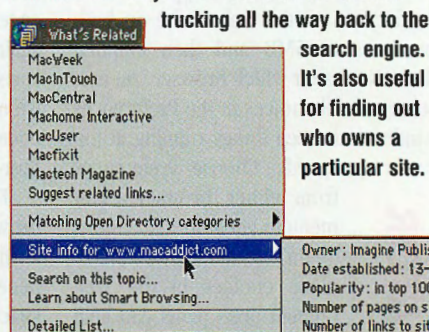 trucking all the way back to the
search engine.
It's also useful
for finding out
who owns a
particular site.
What's Related
MacWeek
MacInTouch
MacCentral
Machome Interactive
MacUser
Macfixit
Mactech Magazine
Suggest related links...
Matching Open Directory categories
Site info for www.macaddict.com
Search on this topic...
Learn about Smart Browsing...
Detailed List...
Owner: Imagine Publis
Date established: 13-
Popularity: in top 100
Number of pages on s
Number of links to sit